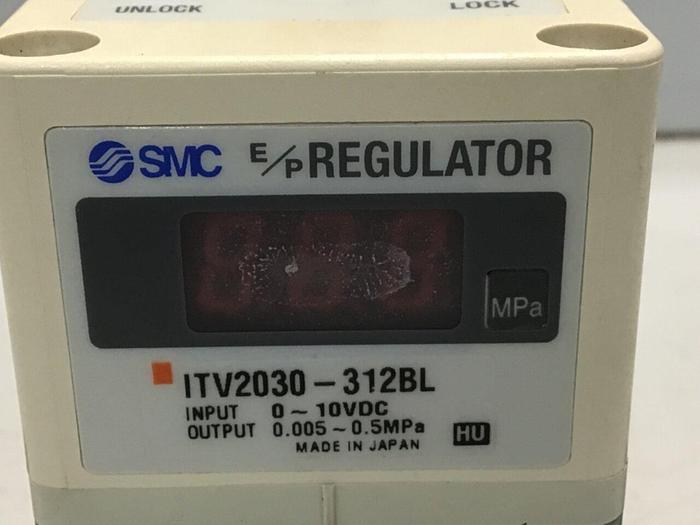 UNLOCK LOCK
SMC E/P REGULATOR
MPa
ITV2030-312BL
INPUT 0~10VDC
OUTPUT 0.005~0.5MPa HU
MADE IN JAPAN